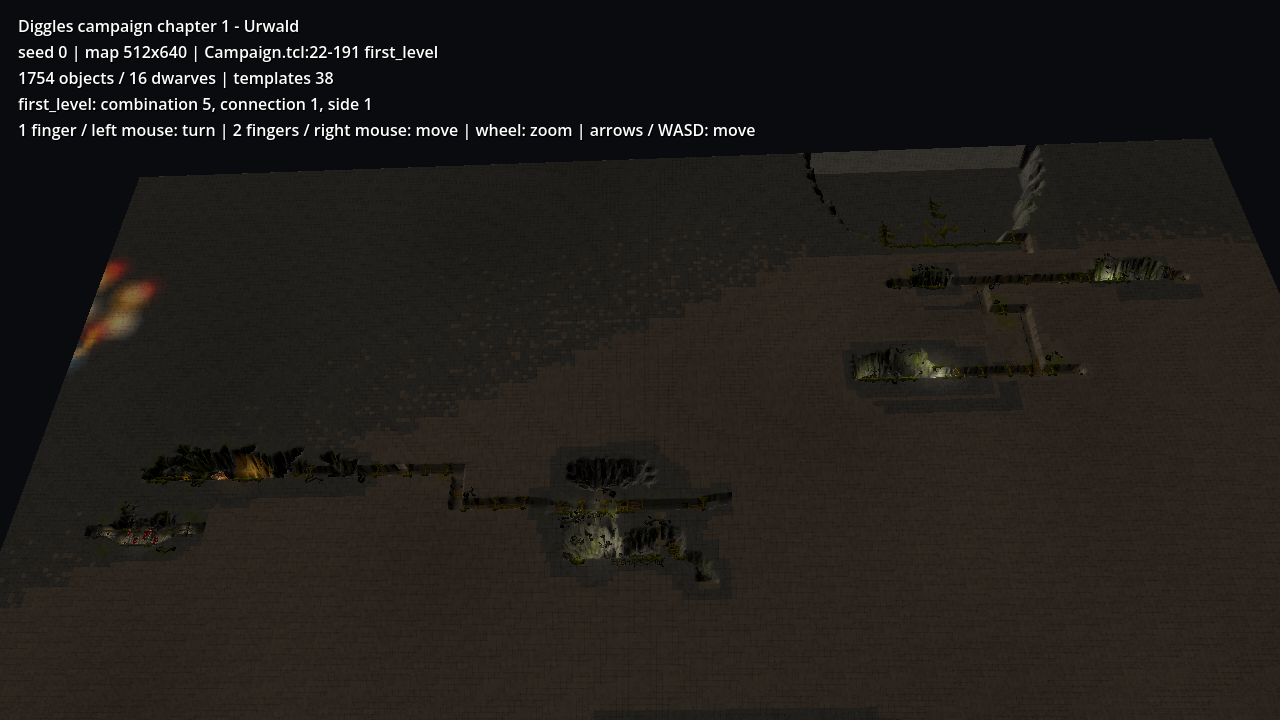 Diggles campaign chapter 1 - Urwald
seed 0 | map 512x640 | Campaign.tcl:22-191 first_level
1754 objects / 16 dwarves | templates 38
first_level: combination 5, connection 1, side 1
1 finger / left mouse: turn | 2 fingers / right mouse: move | wheel: zoom | arrows / WASD: move